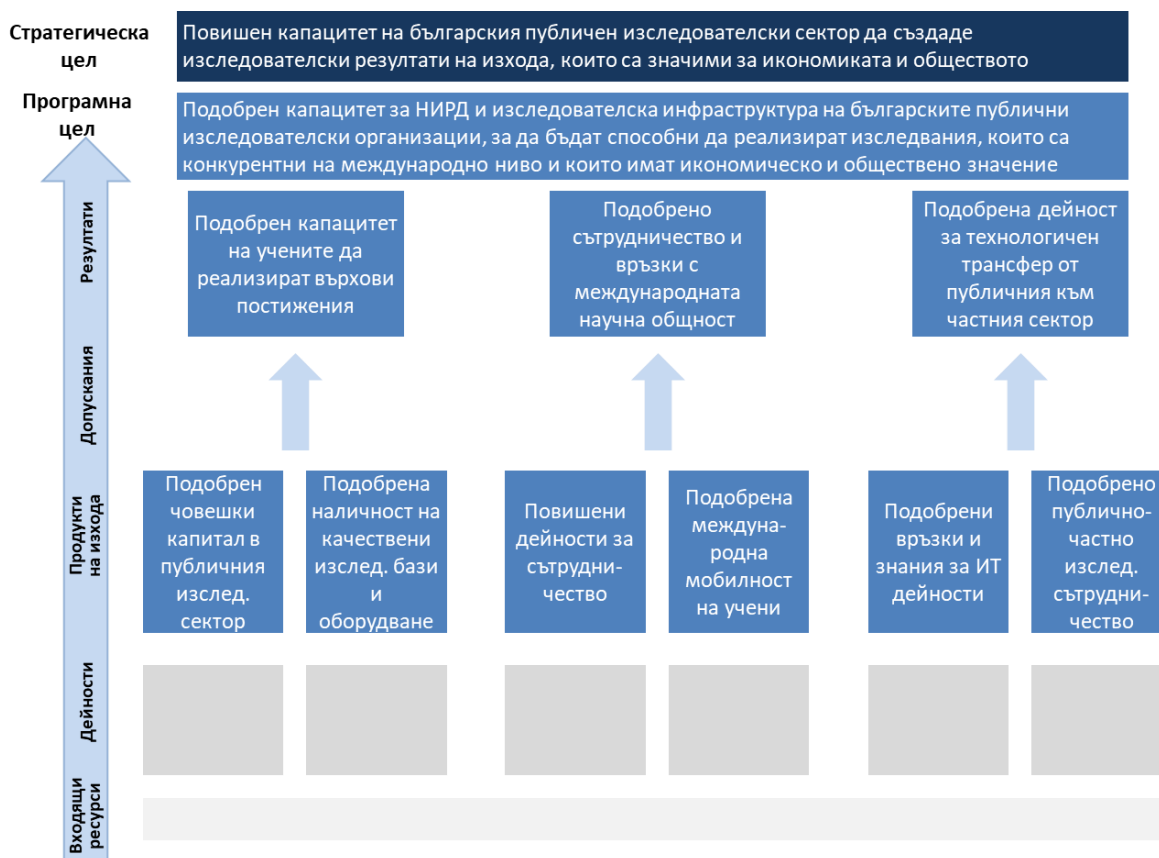 Стратегическа
цел
Повишен капацитет на българския публичен изследователски сектор да създаде
изследователски резултати на изхода, които са значими за икономиката и обществото
Програмна
цел
Подобрен капацитет за НИРД и изследователска инфраструктура на българските публични
изследователски организации, за да бъдат способни да реализират изследвания, които са
конкурентни на международно ниво и които имат икономическо и обществено значение
Резултати
Подобрен капацитет
на учените да
реализират върхови
постижения
Подобрено
сътрудничество и
връзки с
международната
научна общност
Подобрена дейност
за технологичен
трансфер от
публичния към
частния сектор
Допускания
Продукти
на изхода
Подобрен
човешки
капитал в
публичния
изслед.
сектор
Подобрена
наличност на
качествени
изслед. бази
и
оборудване
Повишени
дейности за
сътрудни-
чество
Подобрена
междуна-
родна
мобилност
на учени
Подобрени
връзки и
знания за ИТ
дейности
Подобрено
публично-
частно
изслед.
сътрудни-
чество
Дейности
Входящи
ресурси